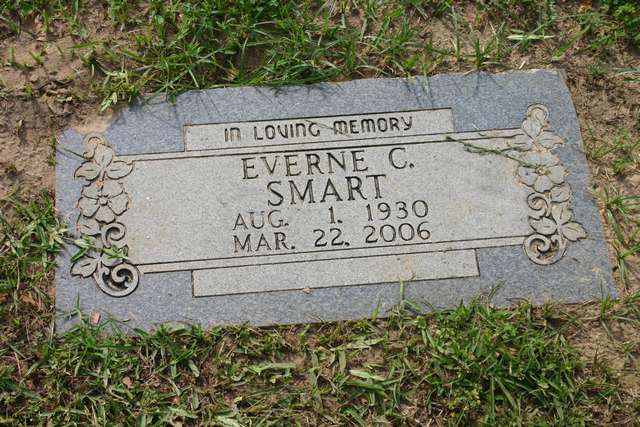 IN LOVING MEMORY
EVERNE C.
SMART
AUG. 1, 1930
MAR. 22, 2006